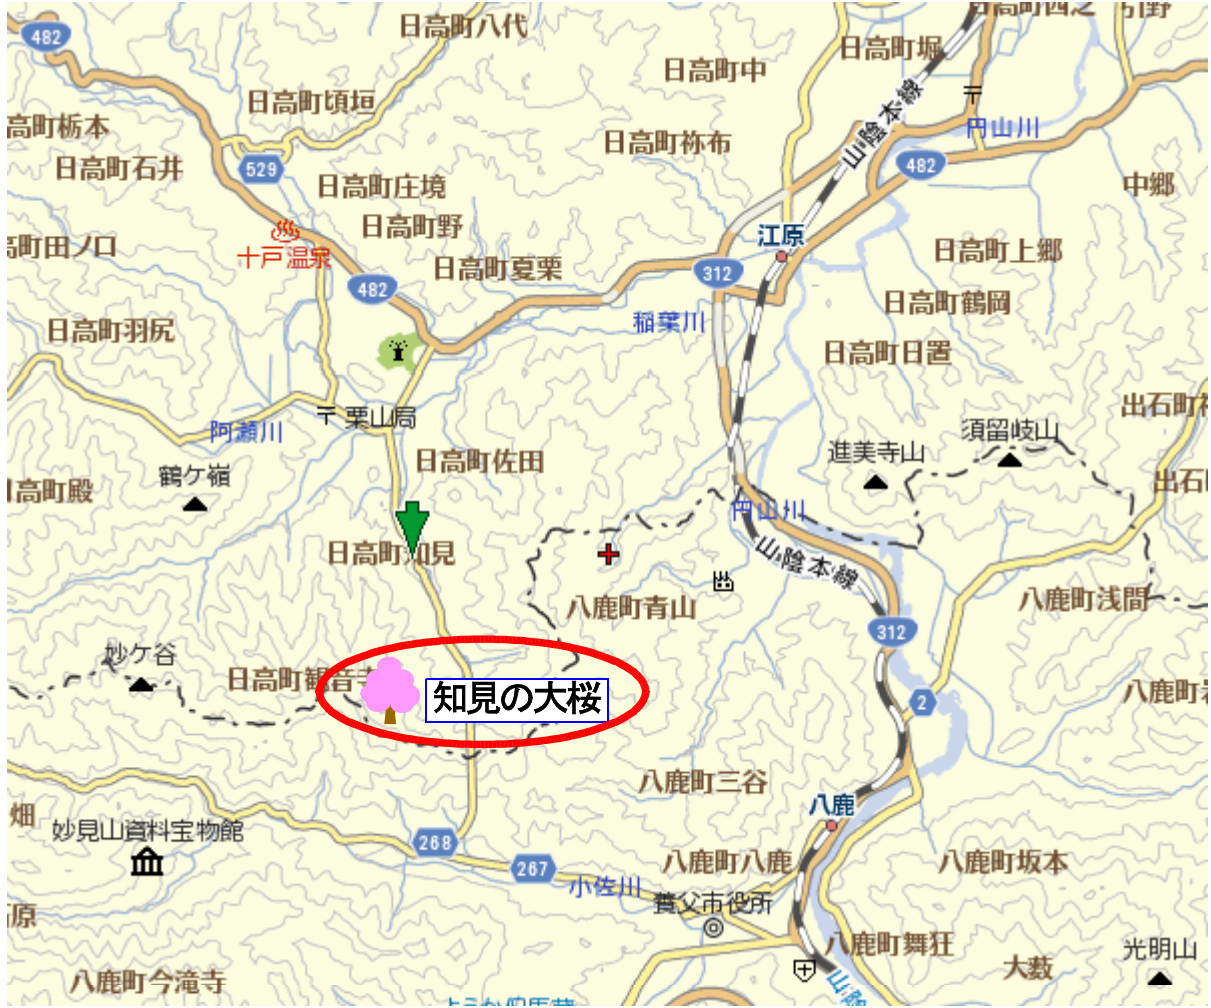 日高町八代
482
日高町堀
日高町中
日高町頃垣
高町栃本
山陰本線
円山川
日高町祢布
日高町石井
529
482
日高町庄境
中郷
日高町野
江原
高町田ノ口
十戸温泉
日高町上郷
日高町夏栗
312
482
日高町鶴岡
稲葉川
日高町羽尻
日高町日置
栗山局
出石町
阿瀬川
須留岐山
進美寺山
日高町佐田
鶴ケ嶺
高町殿
出石
円山川
日高町知見
山陰本線
八鹿町青山
八鹿町浅間
312
妙ケ谷
日高町観音寺
知見の大桜
八鹿町
2
八鹿町三谷
八鹿
畑
妙見山資料宝物館
268
267
八鹿町八鹿
八鹿町坂本
小佐川
養父市役所
原
八鹿町舞狂
光明山
大薮
八鹿町今滝寺
山陰